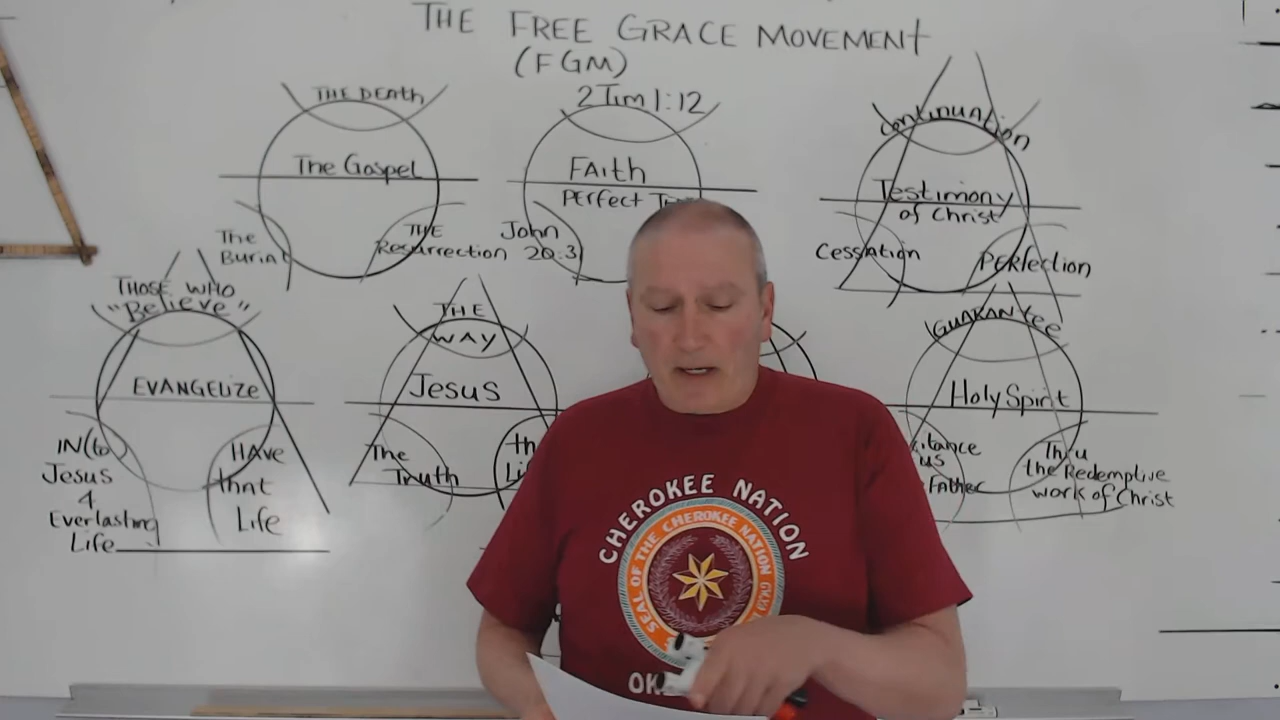 THE FREE GRACE MOVEMENT
(FGM)
THE DEATH
The Gospel
The
Burial
THE
Resurrection
2 Tim 1:12
FAith
PErfect
John
20:3
Continuation
Testimony
of Christ
Cessation
PERfection
THOSE WHO
"Believe"
EVANGELIZE
IN(to)
Jesus
4
Everlasting
Life
HAVE
that
Life
THE
WAY
Jesus
The
Truth
GUARANTEE
Holy Spirit
us
Father
Thru
the Redemptive
work of Christ
CHEROKEE NATION
SEAL OF THE CHEROKEE NATION